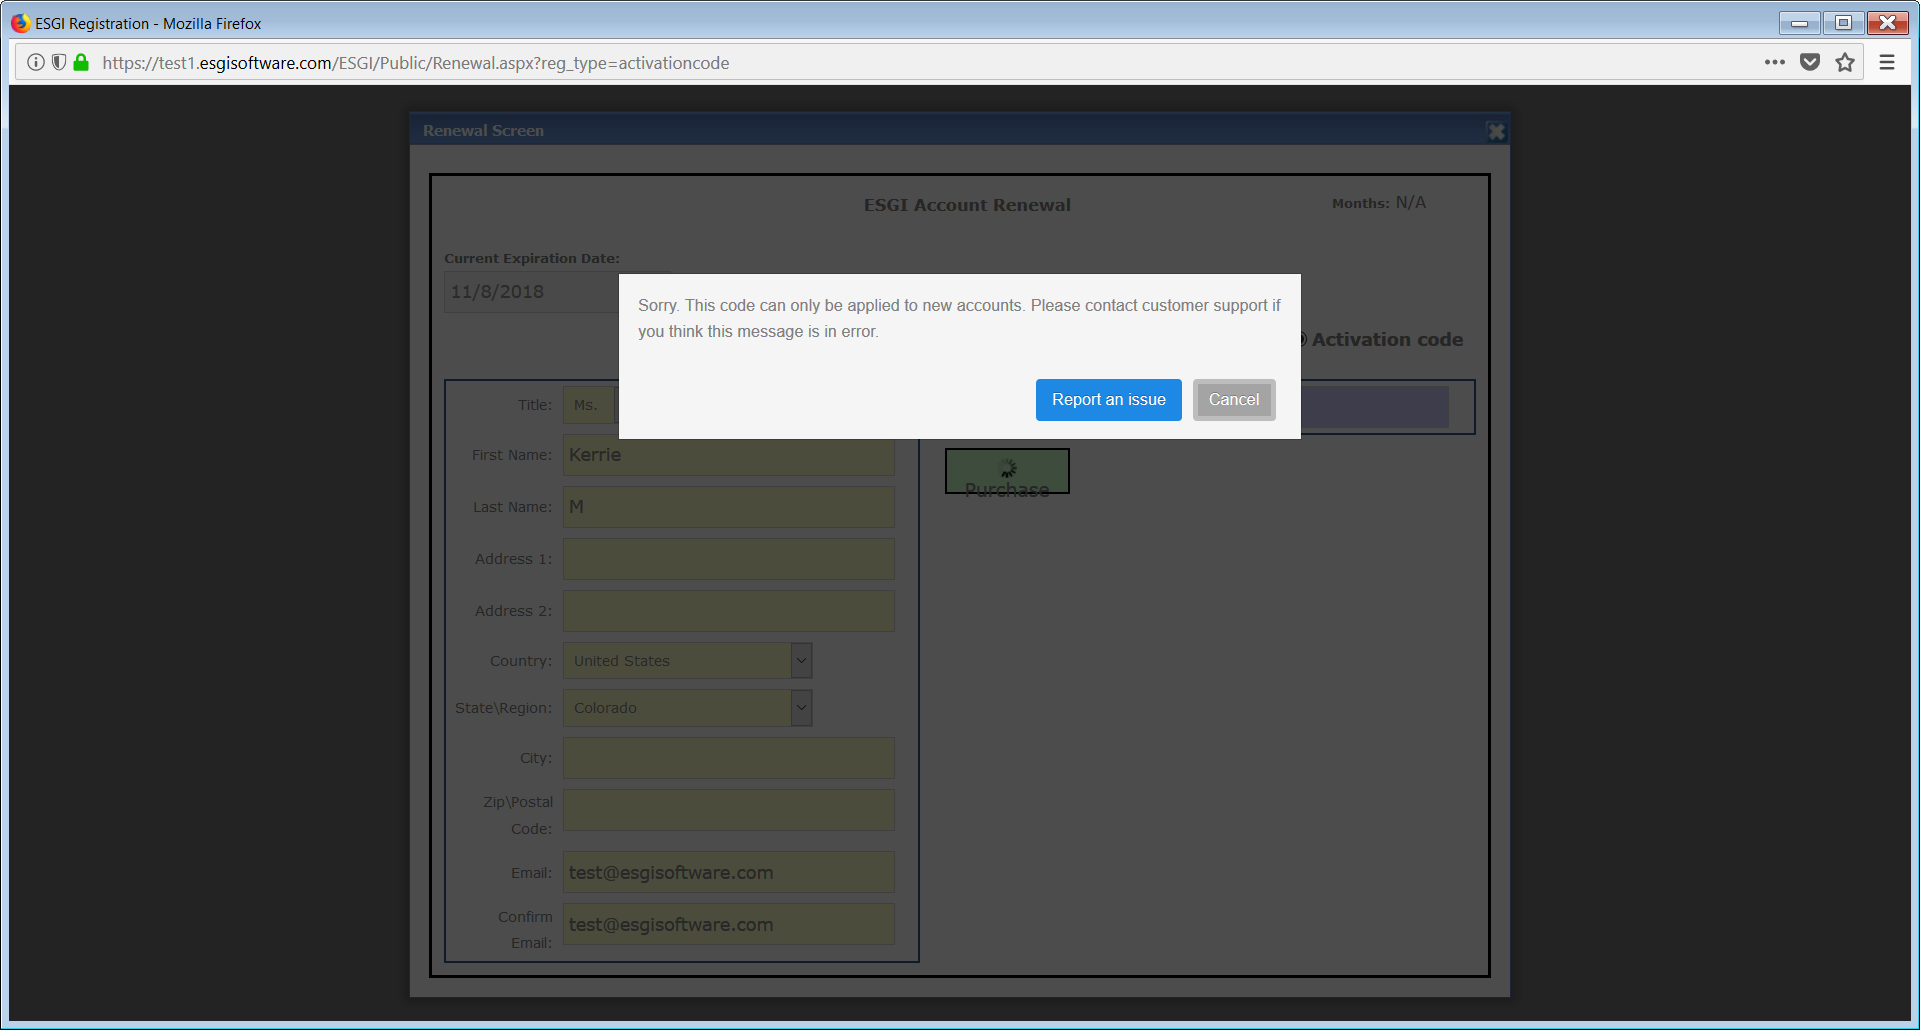 ESGI Registration - Mozilla Firefox
https://test1.esgisoftware.com/ESGI/Public/Renewal.aspx?reg_type=activationcode
Renewal Screen
ESGI Account Renewal
Months: N/A
Current Expiration Date:
11/8/2018
Sorry. This code can only be applied to new accounts. Please contact customer support if
you think this message is in error.
Activation code
Report an issue
Cancel
Title: Ms.
First Name: Kerrie
Purchase
Last Name: M
Address 1:
Address 2:
Country: United States
State\Region: Colorado
City:
Zip\Postal
Code:
Email: test@esgisoftware.com
Confirm
Email: test@esgisoftware.com